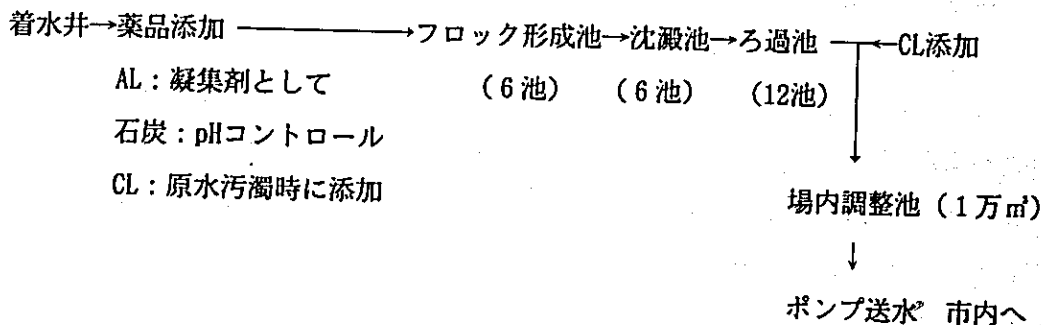 着水井→薬品添加→フロック形成池→沈澱池→ろ過池←CL添加
AL：凝集剤として (6池) (6池) (12池)
石炭：pHコントロール
CL：原水汚濁時に添加
場内調整池（1万㎥）
↓
ポンプ送水 市内へ